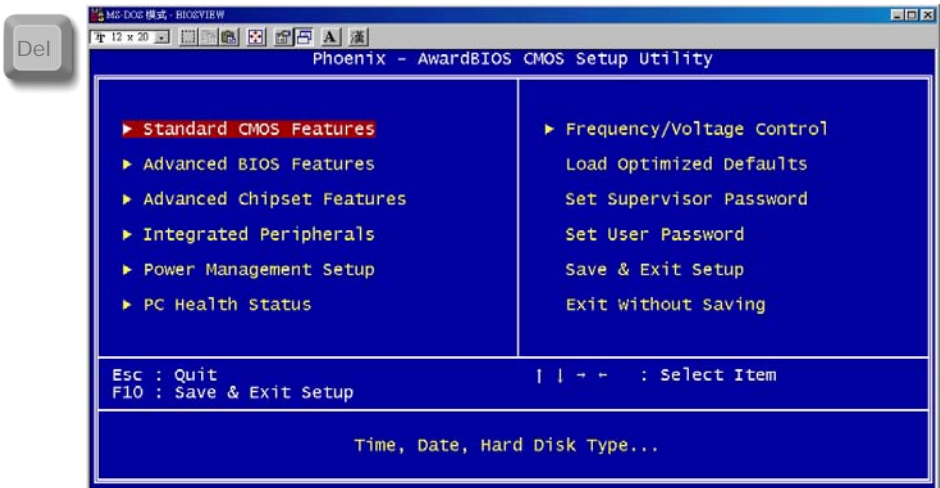 Del
MS-DOS 模式 - BIOSVIEW
Tr 12 x 20 A 漢
Phoenix - AwardBIOS CMOS Setup Utility
▶ Standard CMOS Features
▶ Advanced BIOS Features
▶ Advanced Chipset Features
▶ Integrated Peripherals
▶ Power Management Setup
▶ PC Health Status
▶ Frequency/Voltage Control
Load Optimized Defaults
Set Supervisor Password
Set User Password
Save & Exit Setup
Exit Without Saving
Esc : Quit
F10 : Save & Exit Setup
↑ ↓ → ← : Select Item
Time, Date, Hard Disk Type...